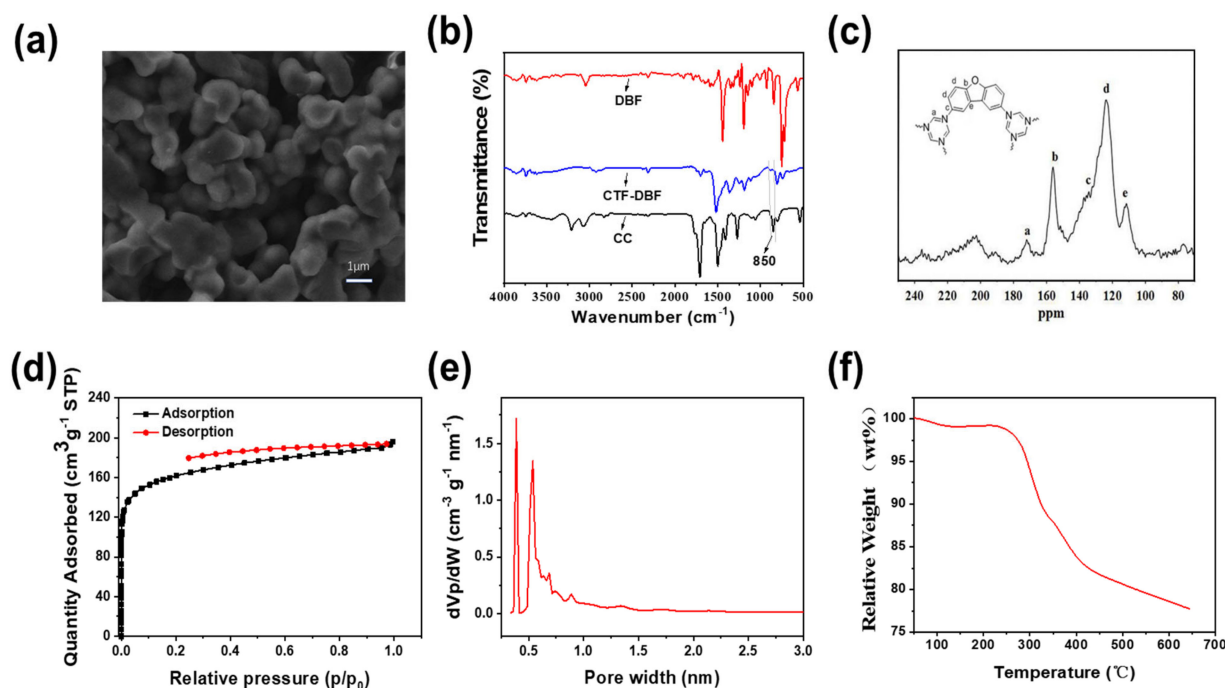 (a)
1μm
(b)
Transmittance (%)
DBF
CTF-DBF
CC
850
4000 3500 3000 2500 2000 1500 1000 500
Wavenumber (cm-1)
(c)
O
d b
d
a c e
N N
N N
N N
a
b
c
d
e
250 200 160 140 120 100 80
ppm
(d)
Quantity Adsorbed (cm3g-1 STP)
240
200
160
120
80
40
0
Adsorption
Desorption
0.0 0.2 0.4 0.6 0.8 1.0
Relative pressure (p/p0)
(e)
dVp/dW (cm-3 g-1 nm-1)
1.5
1.0
0.5
0.0
0.5 1.0 1.5 2.0 2.5 3.0
Pore width (nm)
(f)
Relative Weight (wt%)
100
95
90
85
80
75
100 200 300 400 500 600 700
Temperature (℃)